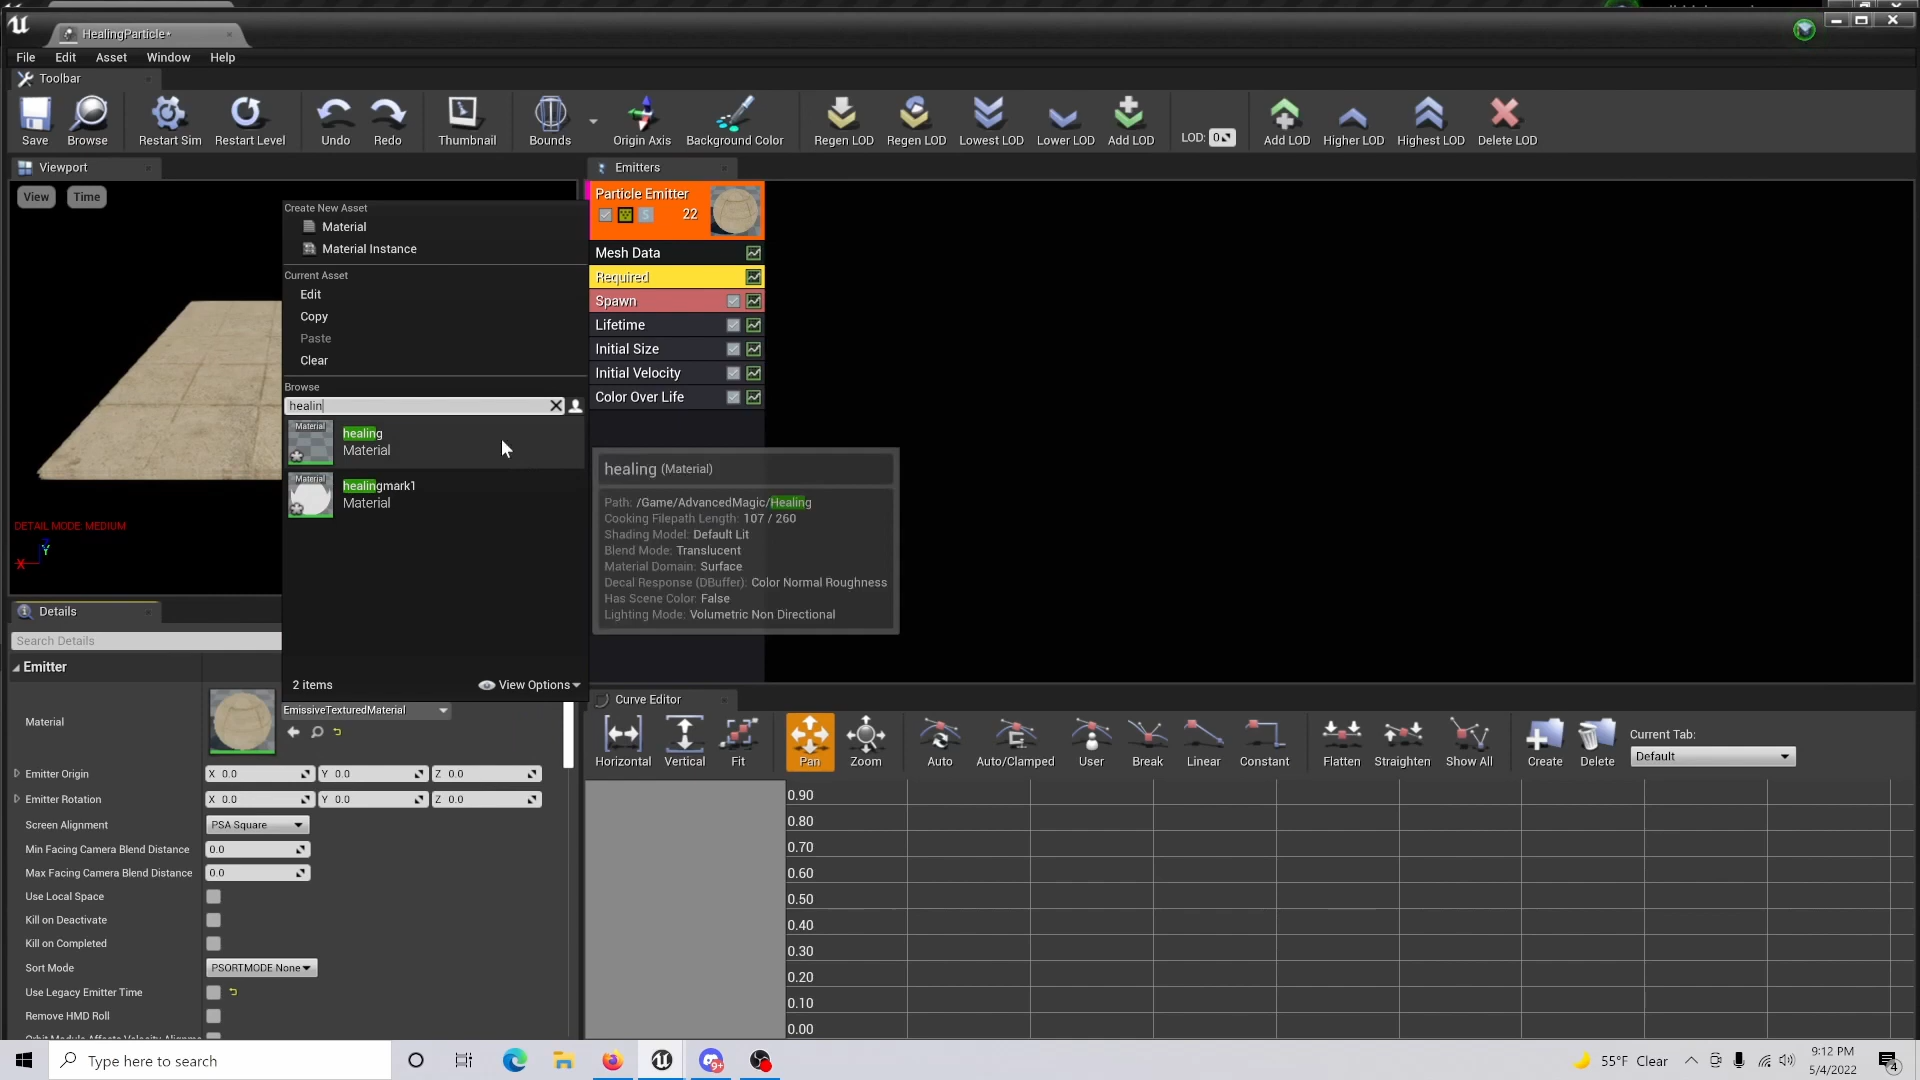 HealingParticle*
File Edit Asset Window Help
Toolbar
Save Browse Restart Sim Restart Level Undo Redo Thumbnail Bounds Origin Axis Background Color Regen LOD Regen LOD Lowest LOD Lower LOD Add LOD LOD: 0 Add LOD Higher LOD Highest LOD Delete LOD
Viewport
View Time
DETAIL MODE: MEDIUM
X
Y
Create New Asset
Material
Material Instance
Current Asset
Edit
Copy
Paste
Clear
Browse
healin
Material
healing
Material
Material
healingmark1
Material
2 items View Options
Emitters
Particle Emitter
S 22
Mesh Data
Required
Spawn
Lifetime
Initial Size
Initial Velocity
Color Over Life
healing (Material)
Path: /Game/AdvancedMagic/Healing
Cooking Filepath Length: 107 / 260
Shading Model: Default Lit
Blend Mode: Translucent
Material Domain: Surface
Decal Response (DBuffer): Color Normal Roughness
Has Scene Color: False
Lighting Mode: Volumetric Non Directional
Details
Search Details
Emitter
Material EmissiveTexturedMaterial
Emitter Origin X 0.0 Y 0.0 Z 0.0
Emitter Rotation X 0.0 Y 0.0 Z 0.0
Screen Alignment PSA Square
Min Facing Camera Blend Distance 0.0
Max Facing Camera Blend Distance 0.0
Use Local Space
Kill on Deactivate
Kill on Completed
Sort Mode PSORTMODE None
Use Legacy Emitter Time
Remove HMD Roll
Curve Editor
Horizontal Vertical Fit Pan Zoom Auto Auto/Clamped User Break Linear Constant Flatten Straighten Show All Create Delete
Current Tab:
Default
0.90
0.80
0.70
0.60
0.50
0.40
0.30
0.20
0.10
0.00
Type here to search
9+
55°F Clear
9:12 PM
5/4/2022
4